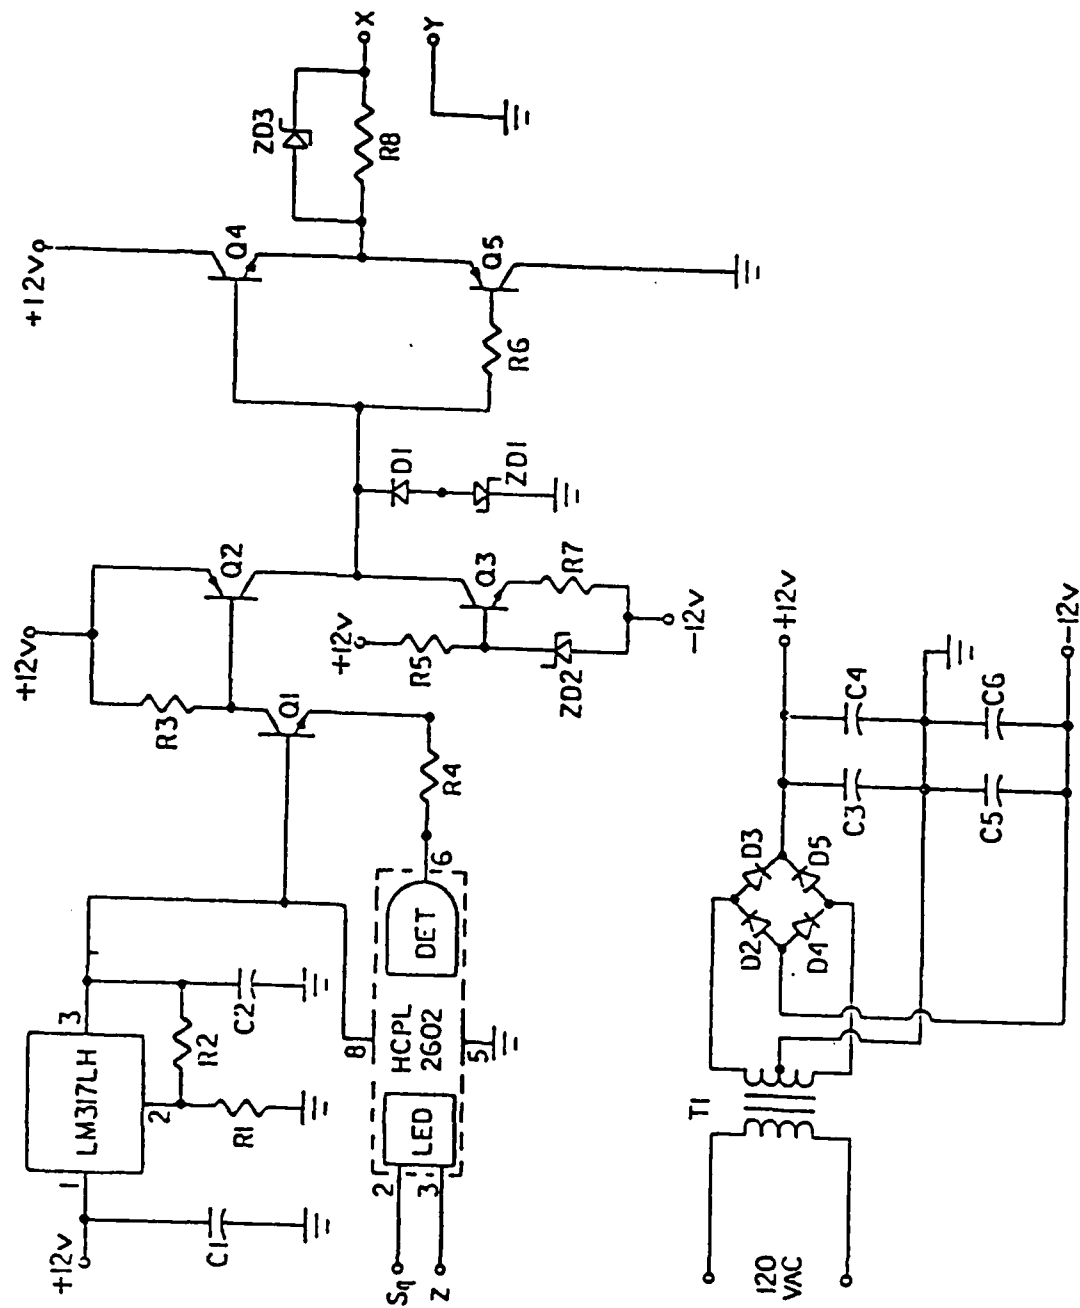 +12v
1
LM317LH
3
2
C1
R1
R2
C2
Sq
Z
2
3
LED
HCPL
2602
8
5
DET
6
R4
+12v
R3
Q1
Q2
+12v
R5
Q3
R7
ZD2
-12v
D1
ZD1
+12v
Q4
R6
Q5
ZD3
R8
X
Y
120
VAC
T1
D2
D3
D4
D5
C3
C4
C5
C6
+12v
-12v